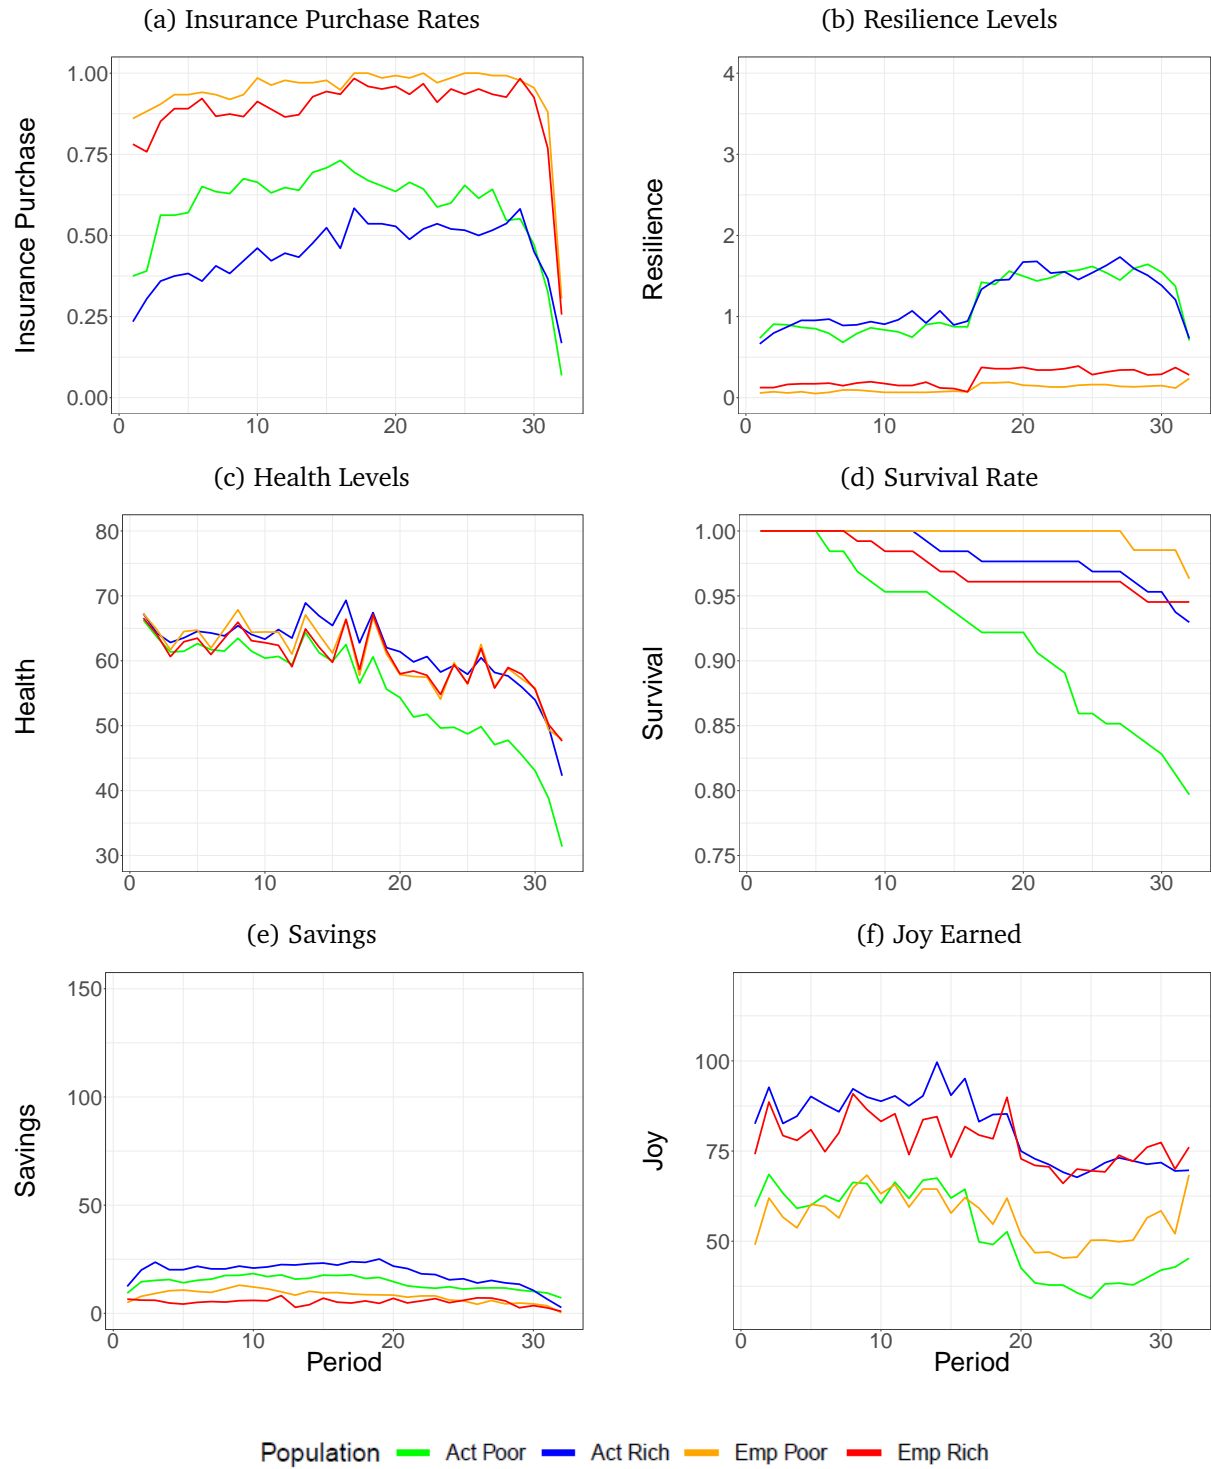 (a) Insurance Purchase Rates
Insurance Purchase
1.00
0.75
0.50
0.25
0.00
0 10 20 30
(b) Resilience Levels
Resilience
4
3
2
1
0
0 10 20 30
(c) Health Levels
Health
80
70
60
50
40
30
0 10 20 30
(d) Survival Rate
Survival
1.00
0.95
0.90
0.85
0.80
0.75
0 10 20 30
(e) Savings
Savings
150
100
50
0
0 10 20 30
Period
(f) Joy Earned
Joy
100
75
50
0 10 20 30
Period
Population Act Poor Act Rich Emp Poor Emp Rich